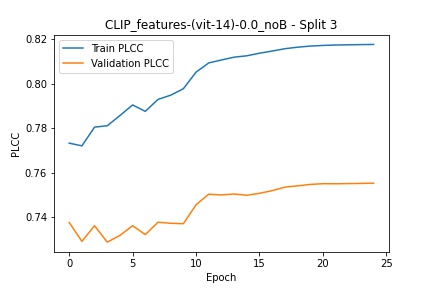 CLIP_features-(vit-14)-0.0_noB - Split 3
Train PLCC
Validation PLCC
PLCC
0.82
0.80
0.78
0.76
0.74
0 5 10 15 20 25
Epoch